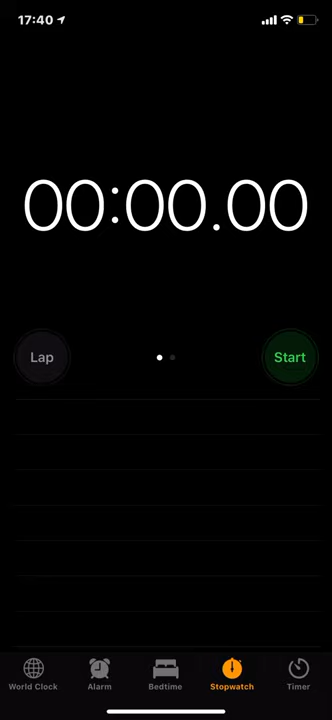 17:40
00:00.00
Lap
Start
World Clock
Alarm
Bedtime
Stopwatch
Timer